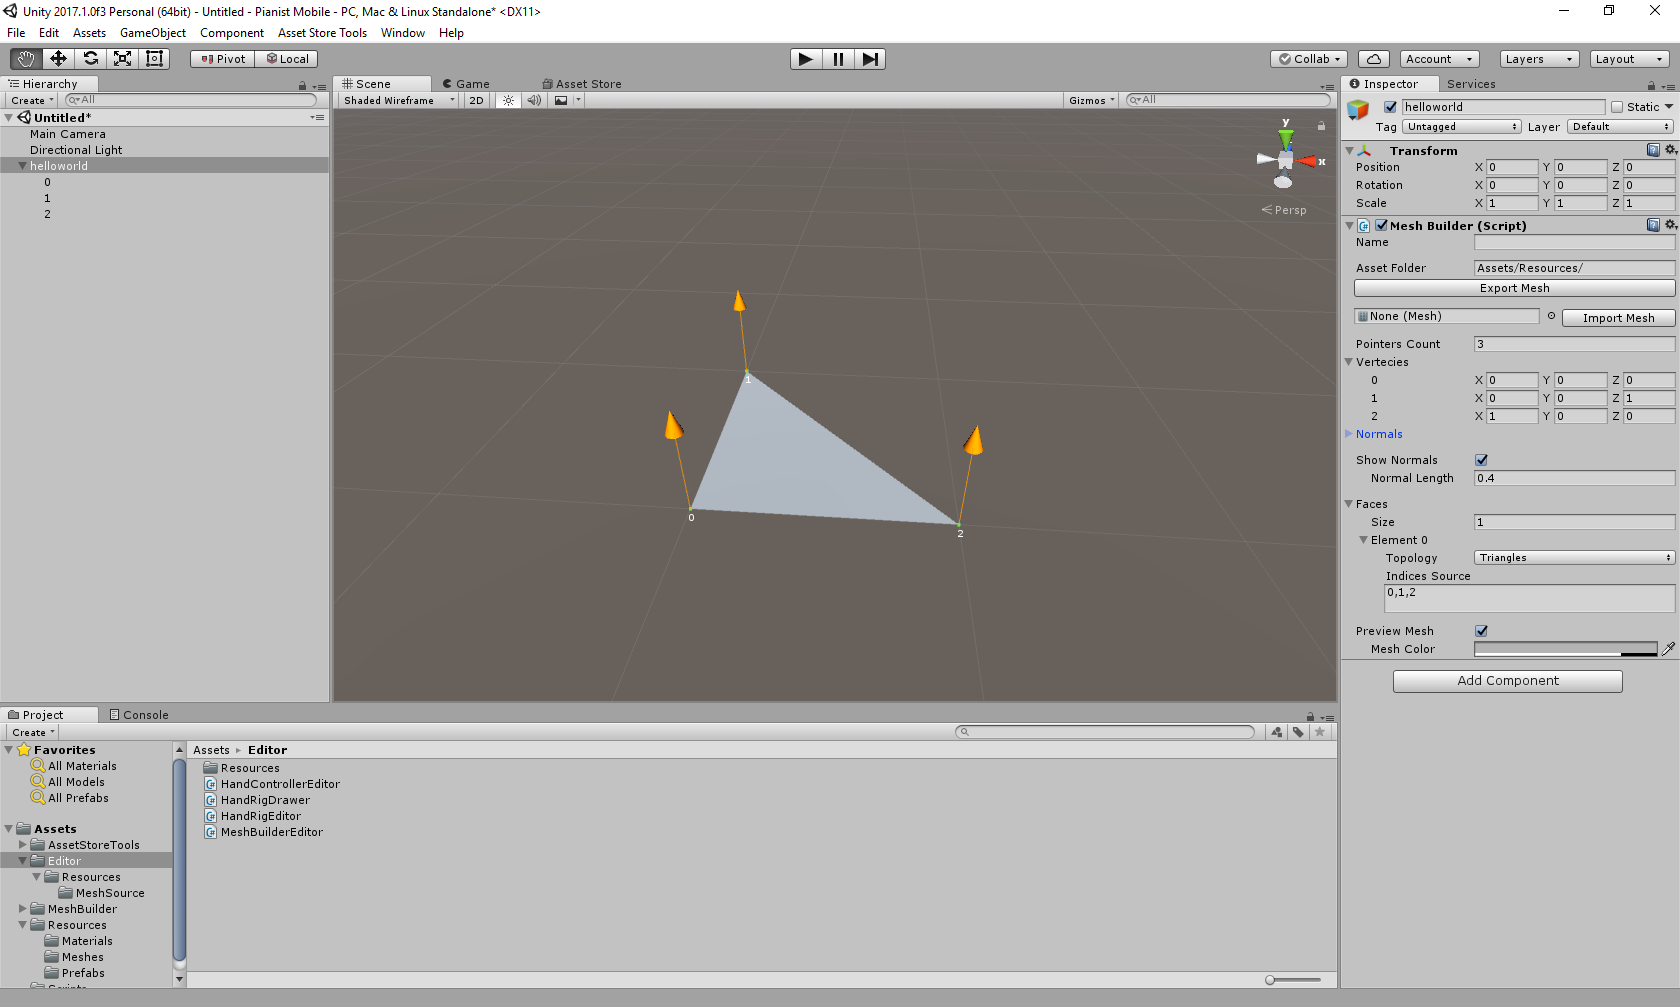 Unity 2017.1.0f3 Personal (64bit) - Untitled - Pianist Mobile - PC, Mac & Linux Standalone* <DX11>
File Edit Assets GameObject Component Asset Store Tools Window Help
Pivot Local Collab Account Layers Layout
Hierarchy
Create All
Untitled*
Main Camera
Directional Light
helloworld
0
1
2
Scene Game Asset Store
Shaded Wireframe 2D Gizmos All
y
x
Persp
1
0
2
Inspector Services
helloworld Static
Tag Untagged Layer Default
Transform
Position X 0 Y 0 Z 0
Rotation X 0 Y 0 Z 0
Scale X 1 Y 1 Z 1
Mesh Builder (Script)
Name
Asset Folder Assets/Resources/
Export Mesh
None (Mesh) Import Mesh
Pointers Count 3
Vertecies
0 X 0 Y 0 Z 0
1 X 0 Y 0 Z 1
2 X 1 Y 0 Z 0
Normals
Show Normals
Normal Length 0.4
Faces
Size 1
Element 0
Topology Triangles
Indices Source
0,1,2
Preview Mesh
Mesh Color
Add Component
Project Console
Create
Favorites
All Materials
All Models
All Prefabs
Assets
AssetStoreTools
Editor
Resources
MeshSource
MeshBuilder
Resources
Materials
Meshes
Prefabs
Assets Editor
Resources
HandControllerEditor
HandRigDrawer
HandRigEditor
MeshBuilderEditor